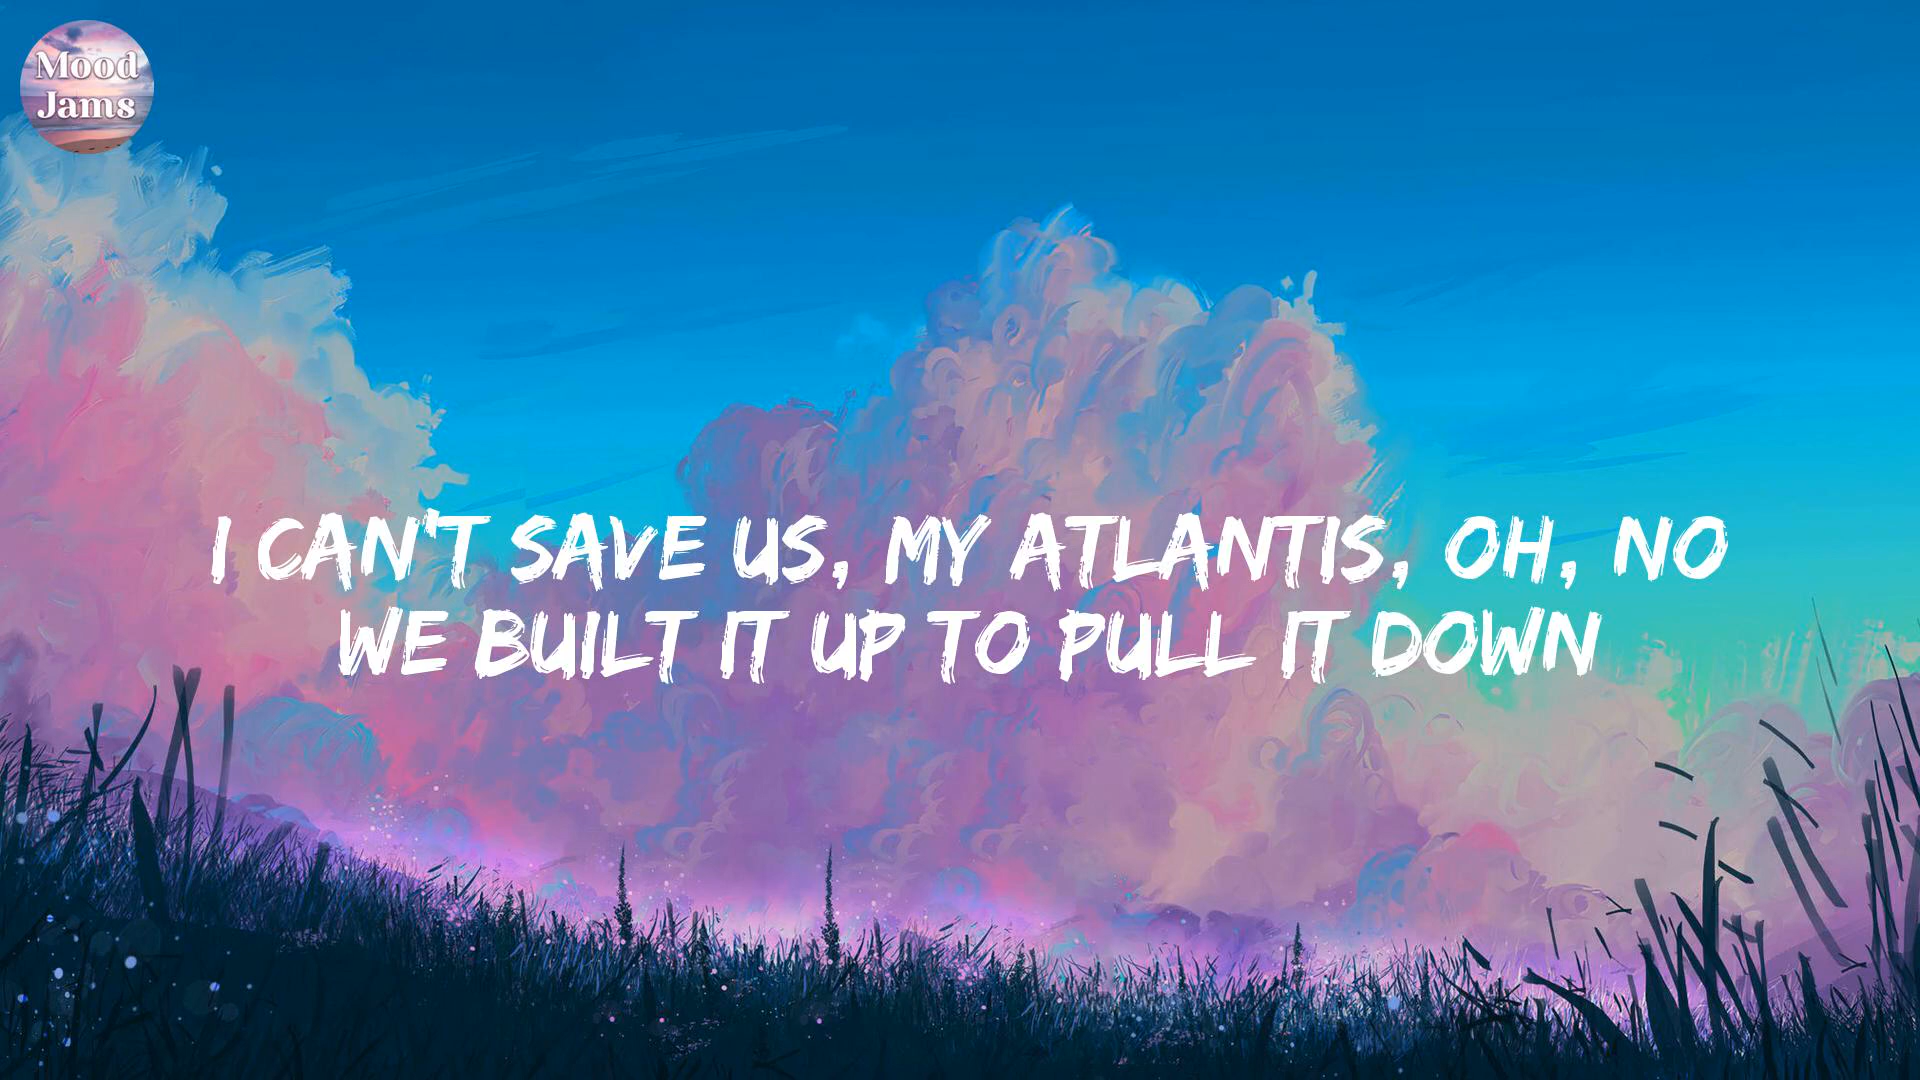 Mood
Jams
I CAN'T SAVE US, MY ATLANTIS, OH, NO
WE BUILT IT UP TO PULL IT DOWN